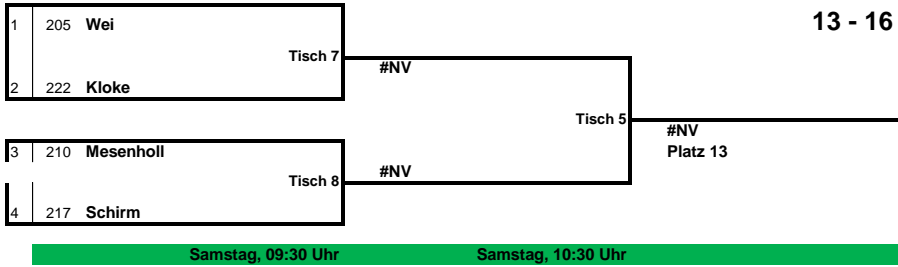 1 205 Wei
13 - 16
Tisch 7
#NV
2 222 Kloke
Tisch 5
#NV
3 210 Mesenholl
Platz 13
#NV
Tisch 8
4 217 Schirm
Samstag, 09:30 Uhr Samstag, 10:30 Uhr